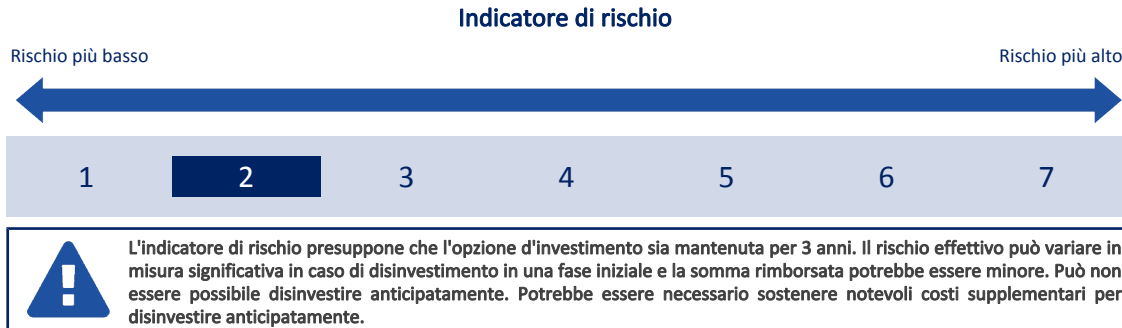 Indicatore di rischio
Rischio più basso
Rischio più alto
1 2 3 4 5 6 7
L'indicatore di rischio presuppone che l'opzione d'investimento sia mantenuta per 3 anni. Il rischio effettivo può variare in
misura significativa in caso di disinvestimento in una fase iniziale e la somma rimborsata potrebbe essere minore. Può non
essere possibile disinvestire anticipatamente. Potrebbe essere necessario sostenere notevoli costi supplementari per
disinvestire anticipatamente.